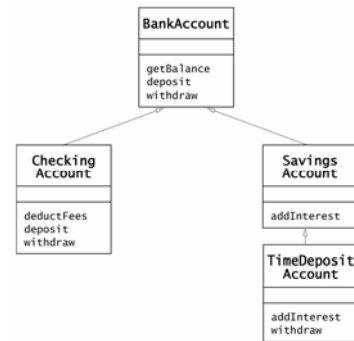 BankAccount
getBalance
deposit
withdraw
Checking
Account
deductFees
deposit
withdraw
Savings
Account
addInterest
TimeDeposit
Account
addInterest
withdraw